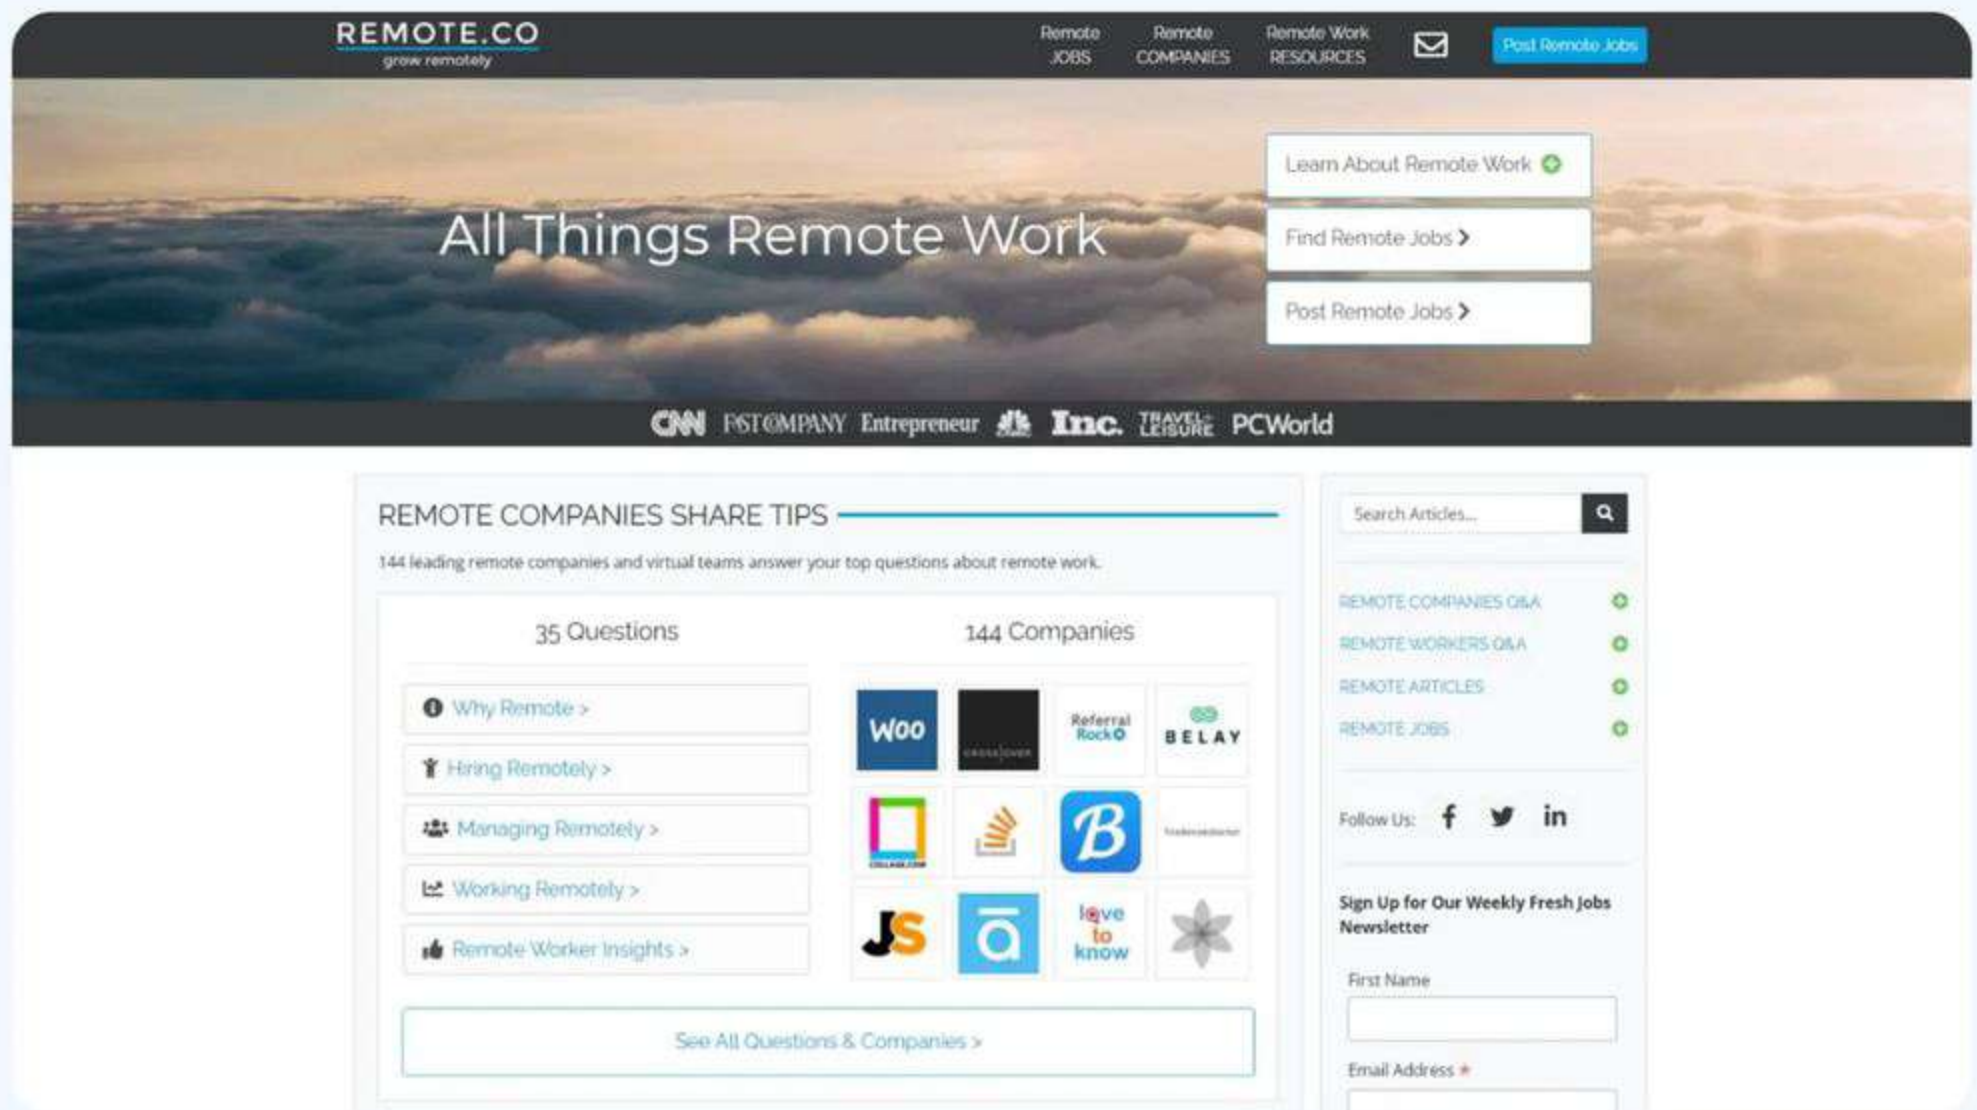 REMOTE.CO
grow remotely
Remote JOBS
Remote COMPANIES
Remote Work RESOURCES
Post Remote Jobs
All Things Remote Work
Learn About Remote Work
Find Remote Jobs >
Post Remote Jobs >
CNN FAST COMPANY Entrepreneur Inc. TRAVEL+ LEISURE PCWorld
REMOTE COMPANIES SHARE TIPS
144 leading remote companies and virtual teams answer your top questions about remote work.
35 Questions
Why Remote >
Hiring Remotely >
Managing Remotely >
Working Remotely >
Remote Worker Insights >
144 Companies
Woo
crossover
Referral
Rock
BELAY
COLLAGE.COM
B
JS
ā
love
to
know
See All Questions & Companies >
Search Articles...
REMOTE COMPANIES Q&A
REMOTE WORKERS Q&A
REMOTE ARTICLES
REMOTE JOBS
Follow Us: f in
Sign Up for Our Weekly Fresh Jobs
Newsletter
First Name
Email Address *